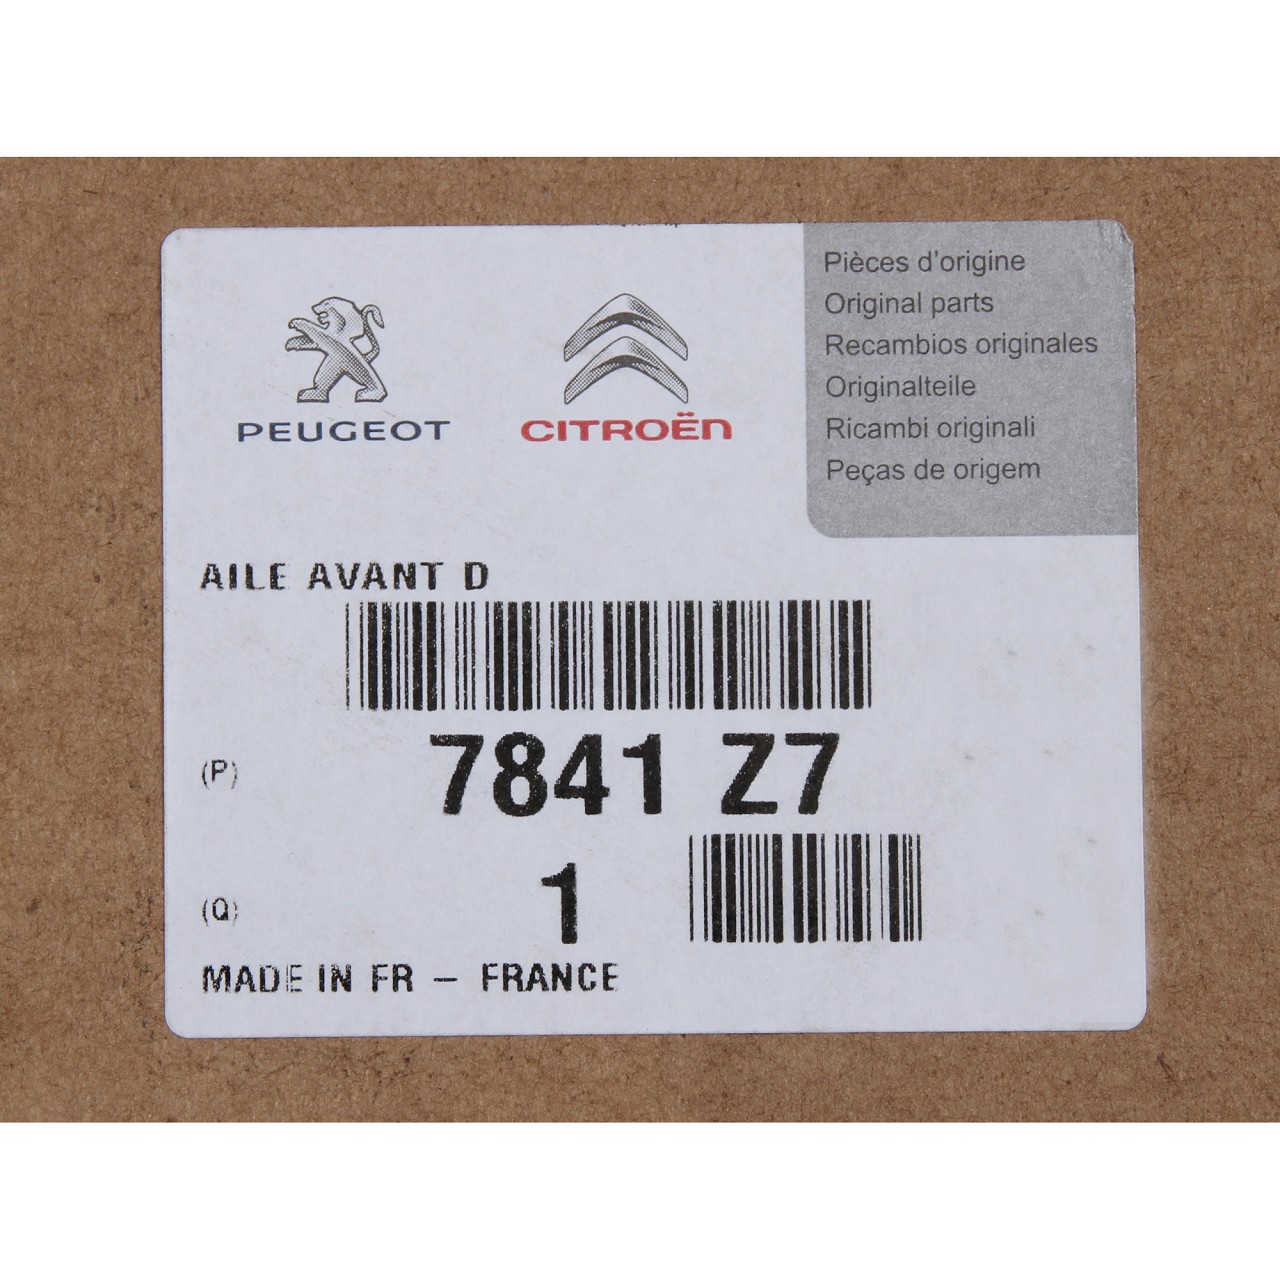 PEUGEOT
CITROËN
Pièces d'origine
Original parts
Recambios originales
Originalteile
Ricambi originali
Peças de origem
AILE AVANT D
(P) 7841 Z7
(Q) 1
MADE IN FR – FRANCE